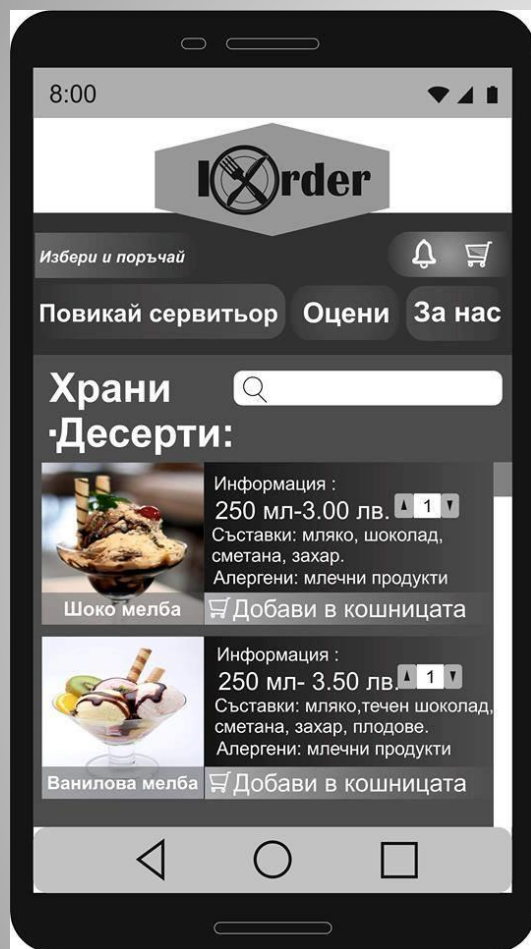 8:00
IOrder
Избери и поръчай
Повикай сервитьор
Оцени
За нас
Храни
·Десерти:
Информация :
250 мл-3.00 лв. 1
Съставки: мляко, шоколад,
сметана, захар.
Алергени: млечни продукти
Шоко мелба
Добави в кошницата
Информация :
250 мл- 3.50 лв. 1
Съставки: мляко,течен шоколад,
сметана, захар, плодове.
Алергени: млечни продукти
Ванилова мелба
Добави в кошницата